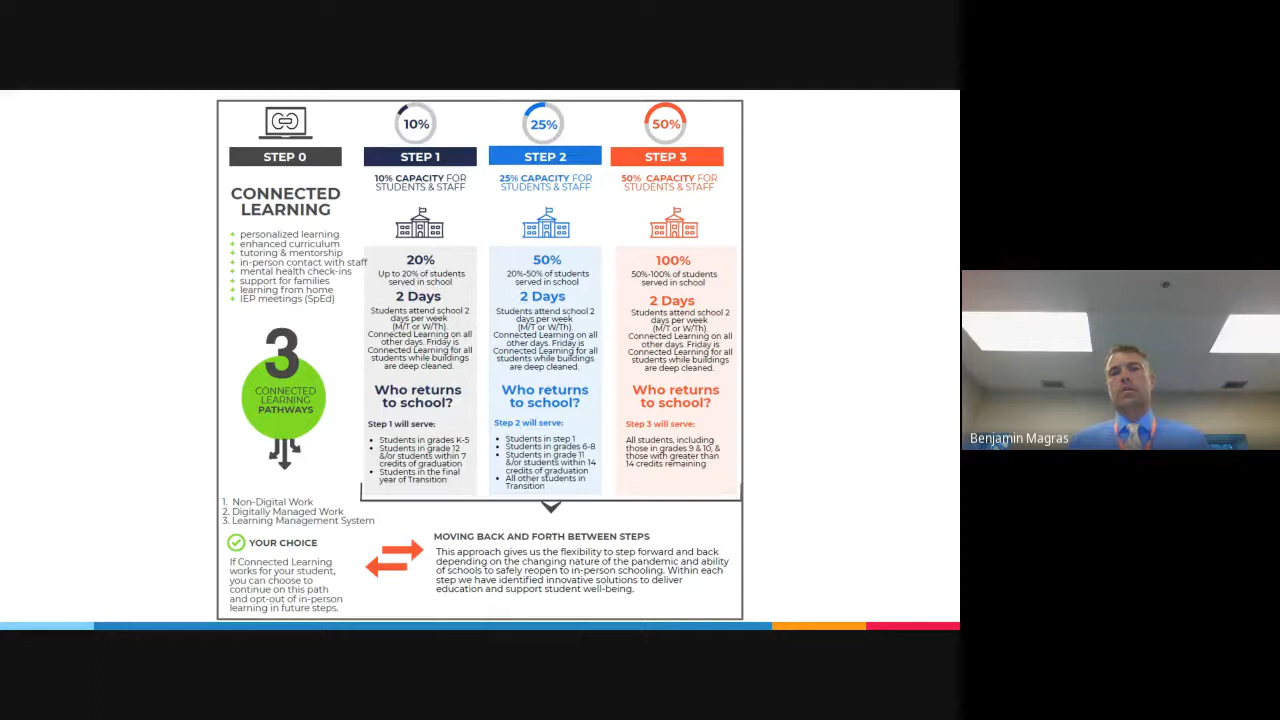 STEP 0
CONNECTED
LEARNING
+ personalized learning
+ enhanced curriculum
+ tutoring & mentorship
+ in-person contact with staff
+ mental health check-ins
+ support for families
+ learning from home
+ IEP meetings (SpEd)
3
CONNECTED
LEARNING
PATHWAYS
1. Non-Digital Work
2. Digitally Managed Work
3. Learning Management System
YOUR CHOICE
If Connected Learning
works for your student,
you can choose to
continue on this path
and opt-out of in-person
learning in future steps.
10%
STEP 1
10% CAPACITY FOR
STUDENTS & STAFF
20%
Up to 20% of students
served in school
2 Days
Students attend school 2
days per week
(M/T or W/Th).
Connected Learning on all
other days. Friday is
Connected Learning for all
students while buildings
are deep cleaned.
Who returns
to school?
Step 1 will serve:
• Students in grades K-5
• Students in grade 12
&/or students within 7
credits of graduation
• Students in the final
year of Transition
25%
STEP 2
25% CAPACITY FOR
STUDENTS & STAFF
50%
20%-50% of students
served in school
2 Days
Students attend school 2
days per week
(M/T or W/Th).
Connected Learning on all
other days. Friday is
Connected Learning for all
students while buildings
are deep cleaned.
Who returns
to school?
Step 2 will serve:
• Students in step 1
• Students in grades 6-8
• Students in grade 11
&/or students within 14
credits of graduation
• All other students in
Transition
50%
STEP 3
50% CAPACITY FOR
STUDENTS & STAFF
100%
50%-100% of students
served in school
2 Days
Students attend school 2
days per week
(M/T or W/Th).
Connected Learning on all
other days. Friday is
Connected Learning for all
students while buildings
are deep cleaned.
Who returns
to school?
Step 3 will serve:
All students, including
those in grades 9 & 10, &
those with greater than
14 credits remaining
MOVING BACK AND FORTH BETWEEN STEPS
This approach gives us the flexibility to step forward and back
depending on the changing nature of the pandemic and ability
of schools to safely reopen to in-person schooling. Within each
step we have identified innovative solutions to deliver
education and support student well-being.
Benjamin Magras